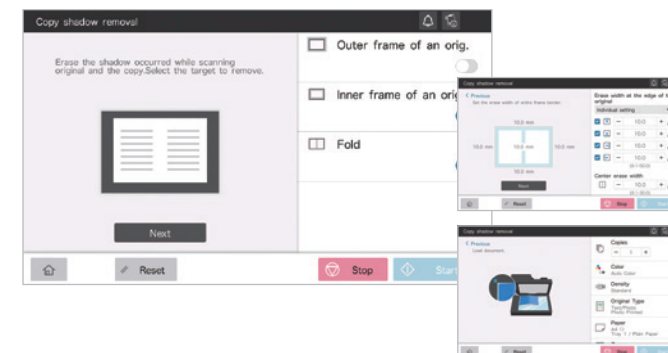 Copy shadow removal
Erase the shadow occurred while scanning
original and the copy.Select the target to remove.
Next
Outer frame of an orig.
Inner frame of an orig
Fold
Reset
Stop
Start
Copy shadow removal
Previous
Set the erase width of entire frame/center.
10.0 mm
10.0 mm
10.0 mm
10.0 mm
10.0 mm
Next
Erase width at the edge of t
original
Individual setting
- 10.0 +
- 10.0 +
- 10.0 +
- 10.0 +
Center erase width
- 10.0 +
Reset
Stop
Copy shadow removal
Previous
Load document.
Copies
- 1 +
Color
Auto Color
Density
Standard
Original Type
Text/Photo
Photo Printed
Paper
Tray 1 / Plain Paper
Reset
Stop